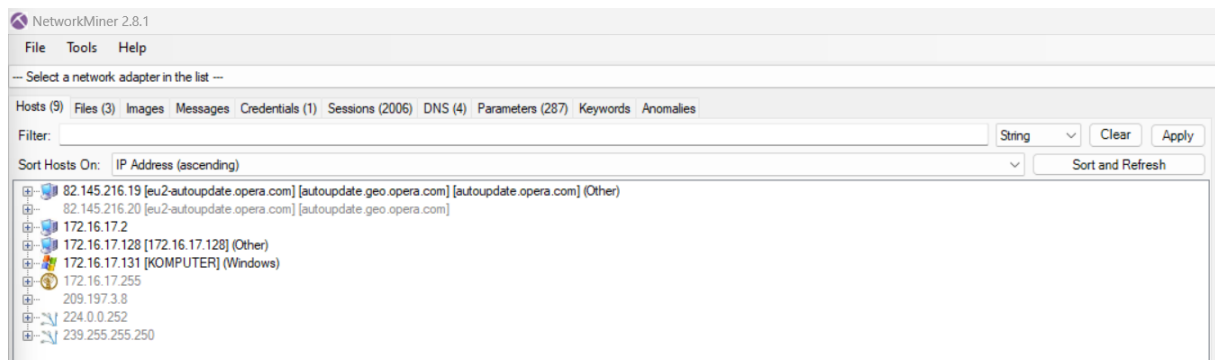 NetworkMiner 2.8.1
File Tools Help
--- Select a network adapter in the list ---
Hosts (9) Files (3) Images Messages Credentials (1) Sessions (2006) DNS (4) Parameters (287) Keywords Anomalies
Filter: String Clear Apply
Sort Hosts On: IP Address (ascending) Sort and Refresh
82.145.216.19 [eu2-autoupdate.opera.com] [autoupdate.geo.opera.com] [autoupdate.opera.com] (Other)
82.145.216.20 [eu2-autoupdate.opera.com] [autoupdate.geo.opera.com]
172.16.17.2
172.16.17.128 [172.16.17.128] (Other)
172.16.17.131 [KOMPUTER] (Windows)
172.16.17.255
209.197.3.8
224.0.0.252
239.255.255.250